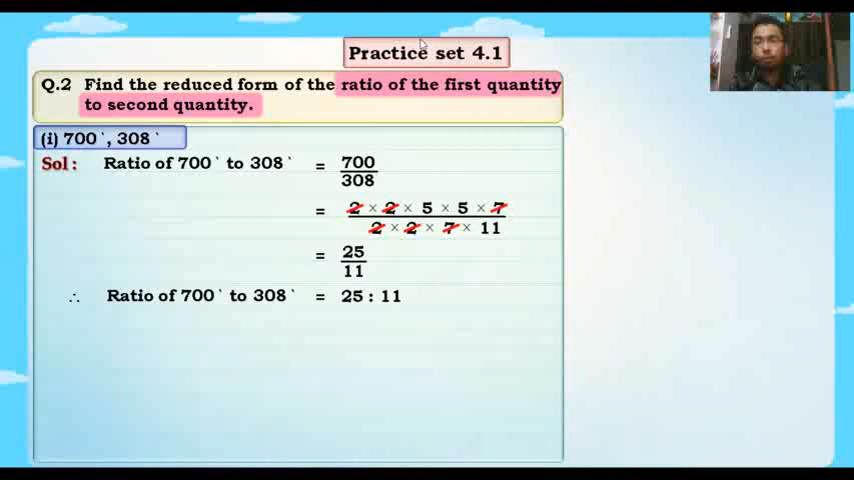 Practice set 4.1
Q.2 Find the reduced form of the ratio of the first quantity
to second quantity.
(i) 700 ` , 308 `
Sol : Ratio of 700 ` to 308 ` = 700/308
= 2 × 2 × 5 × 5 × 7 / 2 × 2 × 7 × 11
= 25/11
∴ Ratio of 700 ` to 308 ` = 25 : 11